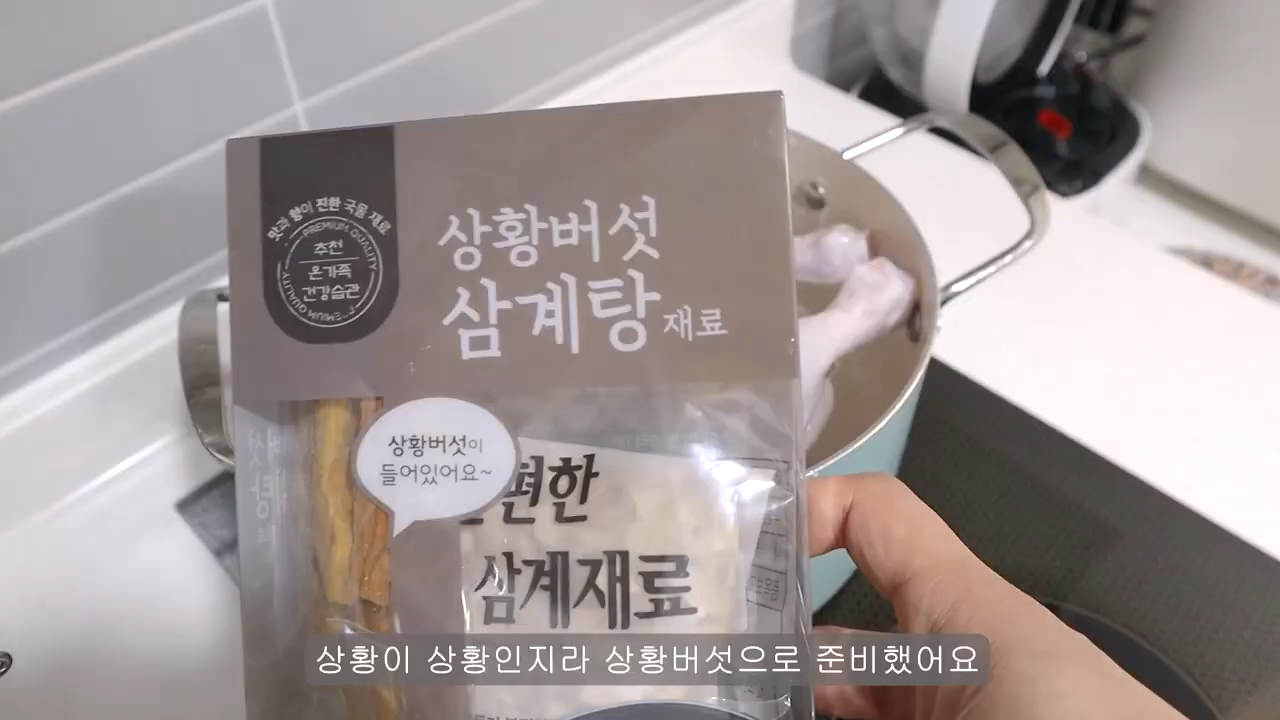 맛과 향이 진한 국물 재료
PREMIUM QUALITY
추천
온가족
건강습관
PREMIUM QUALITY
상황버섯
삼계탕 재료
상황버섯이
들어있어요~
편한
삼계재료
상황이 상황인지라 상황버섯으로 준비했어요